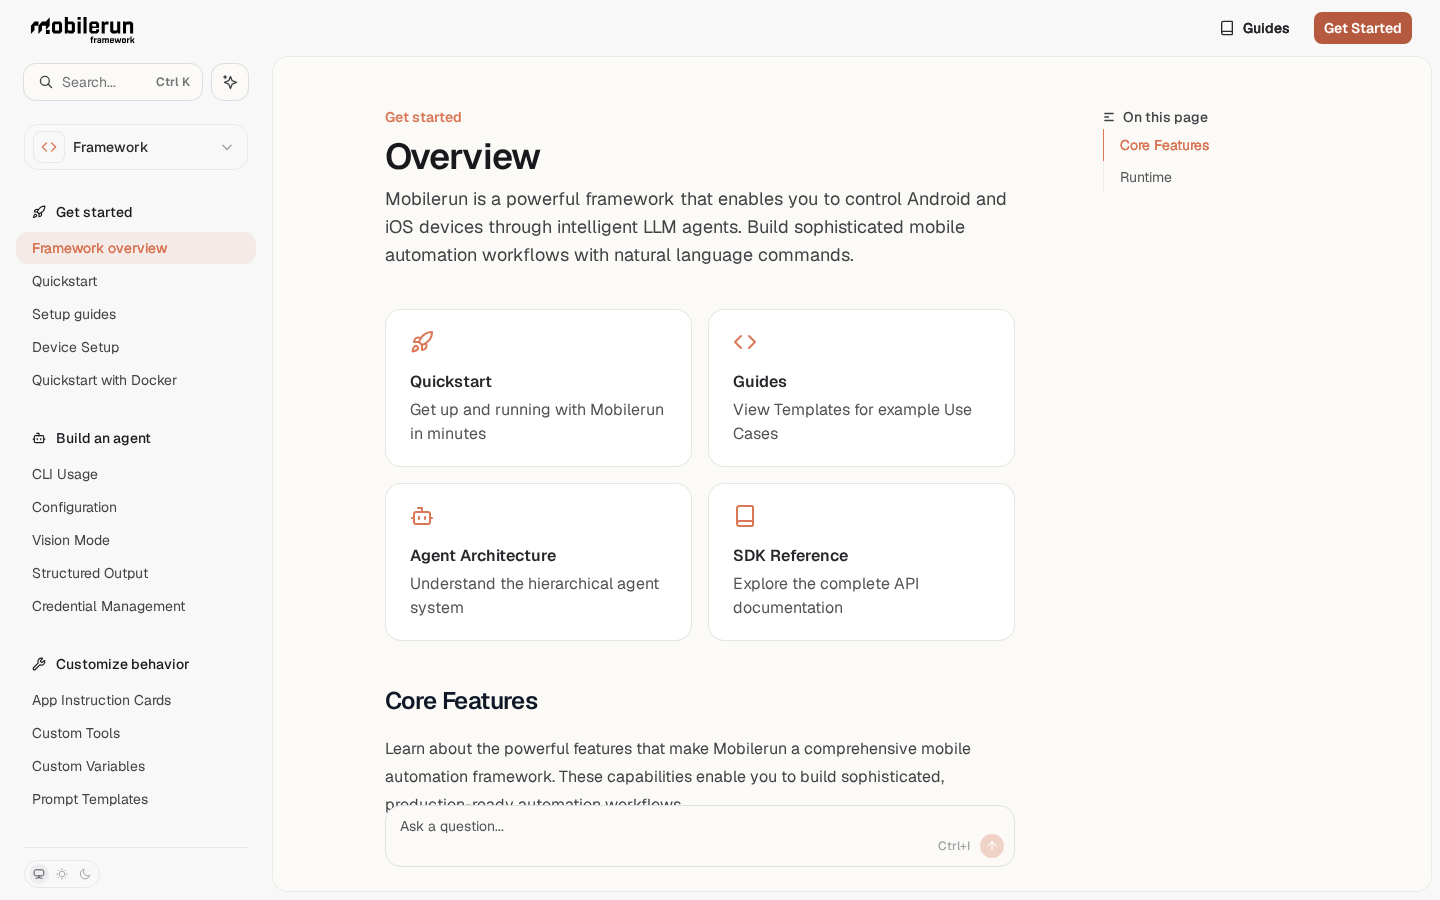 mobilerun
framework
Guides
Get Started
Search...
Ctrl K
Framework
Get started
Framework overview
Quickstart
Setup guides
Device Setup
Quickstart with Docker
Build an agent
CLI Usage
Configuration
Vision Mode
Structured Output
Credential Management
Customize behavior
App Instruction Cards
Custom Tools
Custom Variables
Prompt Templates
Get started
Overview
Mobilerun is a powerful framework that enables you to control Android and
iOS devices through intelligent LLM agents. Build sophisticated mobile
automation workflows with natural language commands.
Quickstart
Get up and running with Mobilerun
in minutes
Guides
View Templates for example Use
Cases
Agent Architecture
Understand the hierarchical agent
system
SDK Reference
Explore the complete API
documentation
Core Features
Learn about the powerful features that make Mobilerun a comprehensive mobile
automation framework. These capabilities enable you to build sophisticated,
production-ready automation workflows.
Ask a question...
Ctrl+I
On this page
Core Features
Runtime